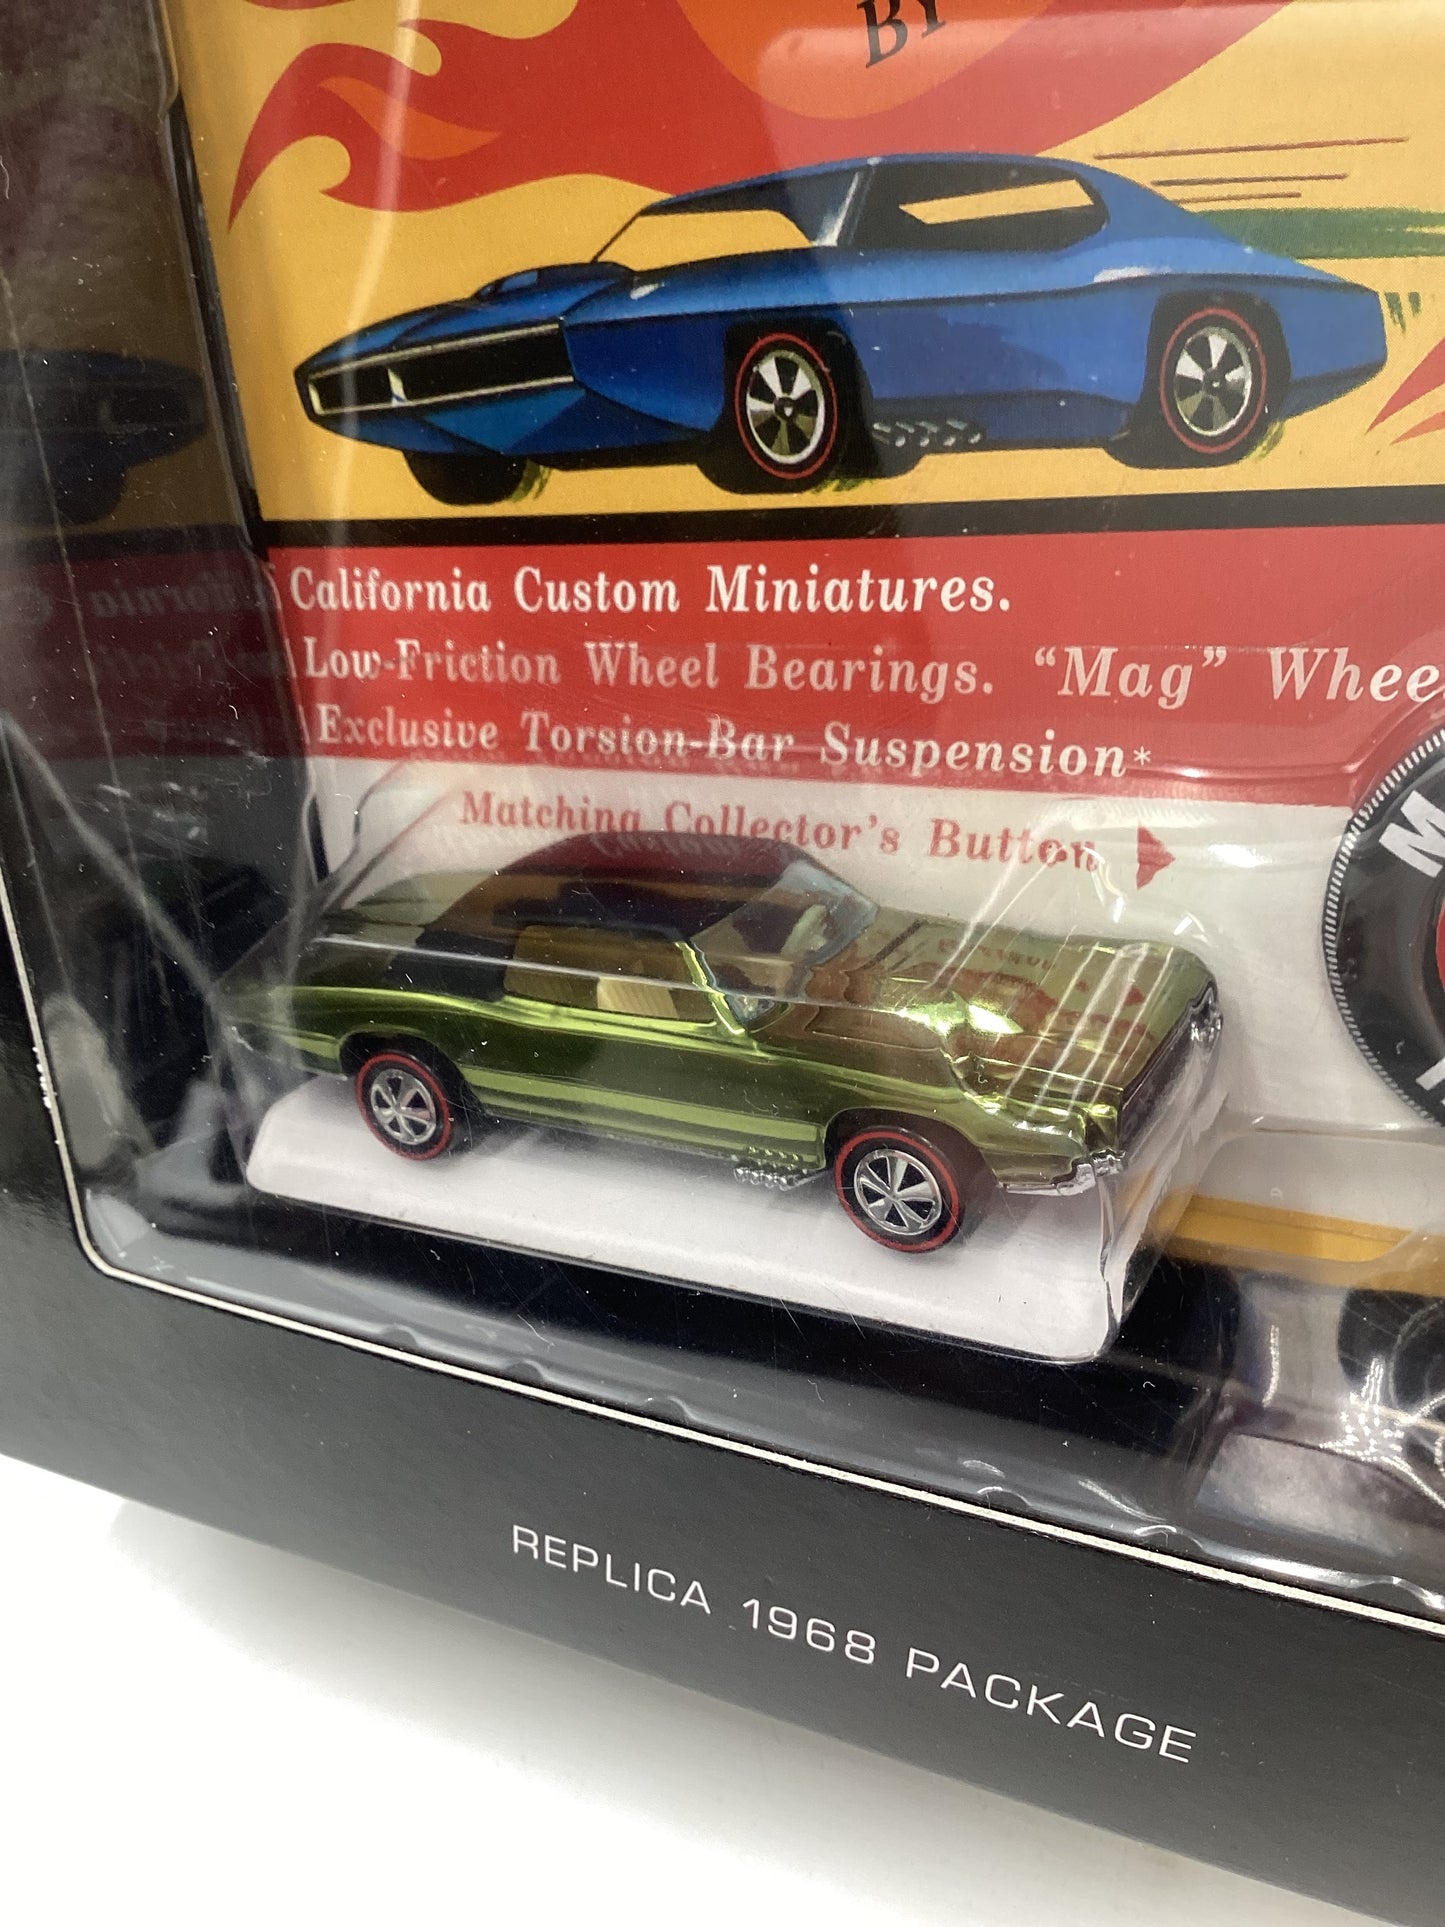 BY
California Custom Miniatures.
Low-Friction Wheel Bearings. “Mag” Whee
Exclusive Torsion-Bar Suspension*
Matching Collector’s Button
M
REPLICA 1968 PACKAGE